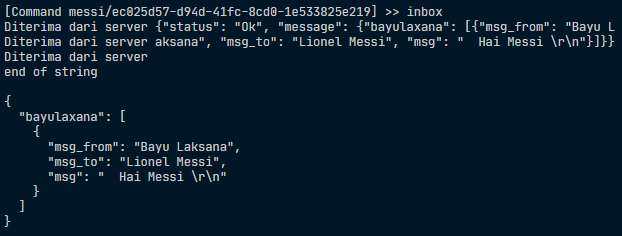 [Command messi/ec025d57-d94d-41fc-8cd0-1e533825e219] >> inbox
Diterima dari server {"status": "Ok", "message": {"bayulaxana": [{"msg_from": "Bayu L
Diterima dari server aksana", "msg_to": "Lionel Messi", "msg": "  Hai Messi \r\n"}]}}
Diterima dari server
end of string
{
  "bayulaxana": [
    {
      "msg_from": "Bayu Laksana",
      "msg_to": "Lionel Messi",
      "msg": "  Hai Messi \r\n"
    }
  ]
}